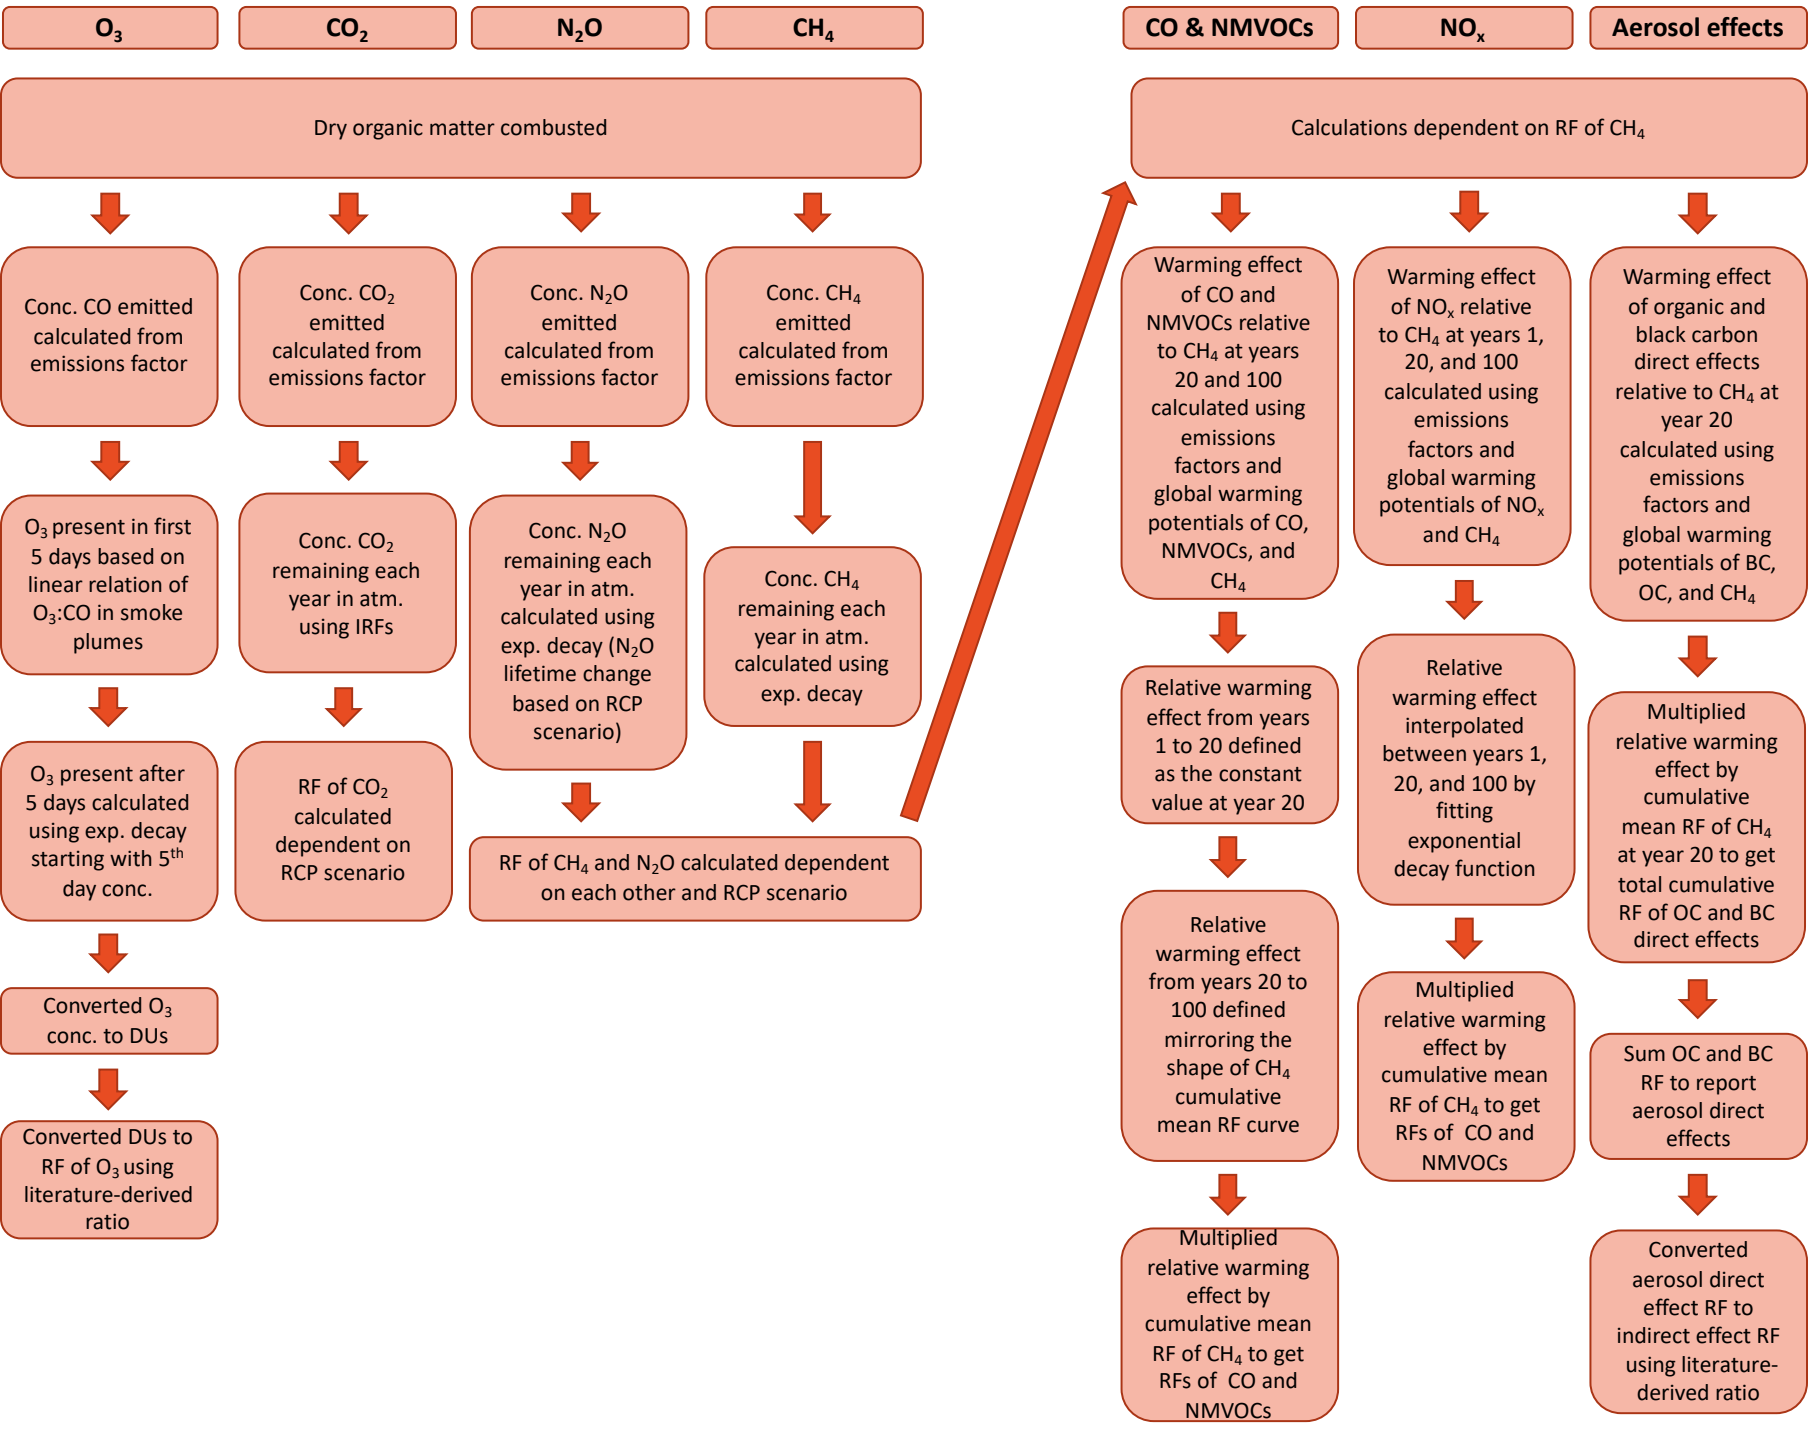 O₃
CO₂
N₂O
CH₄
CO & NMVOCs
NOₓ
Aerosol effects
Dry organic matter combusted
Calculations dependent on RF of CH₄
Conc. CO emitted
calculated from
emissions factor
O₃ present in first
5 days based on
linear relation of
O₃:CO in smoke
plumes
O₃ present after
5 days calculated
using exp. decay
starting with 5ᵗʰ
day conc.
Converted O₃
conc. to DUs
Converted DUs to
RF of O₃ using
literature-derived
ratio
Conc. CO₂
emitted
calculated from
emissions factor
Conc. CO₂
remaining each
year in atm.
using IRFs
RF of CO₂
calculated
dependent on
RCP scenario
Conc. N₂O
emitted
calculated from
emissions factor
Conc. N₂O
remaining each
year in atm.
calculated using
exp. decay (N₂O
lifetime change
based on RCP
scenario)
Conc. CH₄
emitted
calculated from
emissions factor
Conc. CH₄
remaining each
year in atm.
calculated using
exp. decay
RF of CH₄ and N₂O calculated dependent
on each other and RCP scenario
Warming effect
of CO and
NMVOCs relative
to CH₄ at years
20 and 100
calculated using
emissions
factors and
global warming
potentials of CO,
NMVOCs, and
CH₄
Relative warming
effect from years
1 to 20 defined
as the constant
value at year 20
Relative
warming effect
from years 20 to
100 defined
mirroring the
shape of CH₄
cumulative
mean RF curve
Multiplied
relative warming
effect by
cumulative mean
RF of CH₄ to get
RFs of CO and
NMVOCs
Warming effect
of NOₓ relative
to CH₄ at years 1,
20, and 100
calculated using
emissions
factors and
global warming
potentials of NOₓ
and CH₄
Relative
warming effect
interpolated
between years 1,
20, and 100 by
fitting
exponential
decay function
Multiplied
relative warming
effect by
cumulative mean
RF of CH₄ to get
RFs of CO and
NMVOCs
Warming effect
of organic and
black carbon
direct effects
relative to CH₄ at
year 20
calculated using
emissions
factors and
global warming
potentials of BC,
OC, and CH₄
Multiplied
relative warming
effect by
cumulative
mean RF of CH₄
at year 20 to get
total cumulative
RF of OC and BC
direct effects
Sum OC and BC
RF to report
aerosol direct
effects
Converted
aerosol direct
effect RF to
indirect effect RF
using literature-
derived ratio